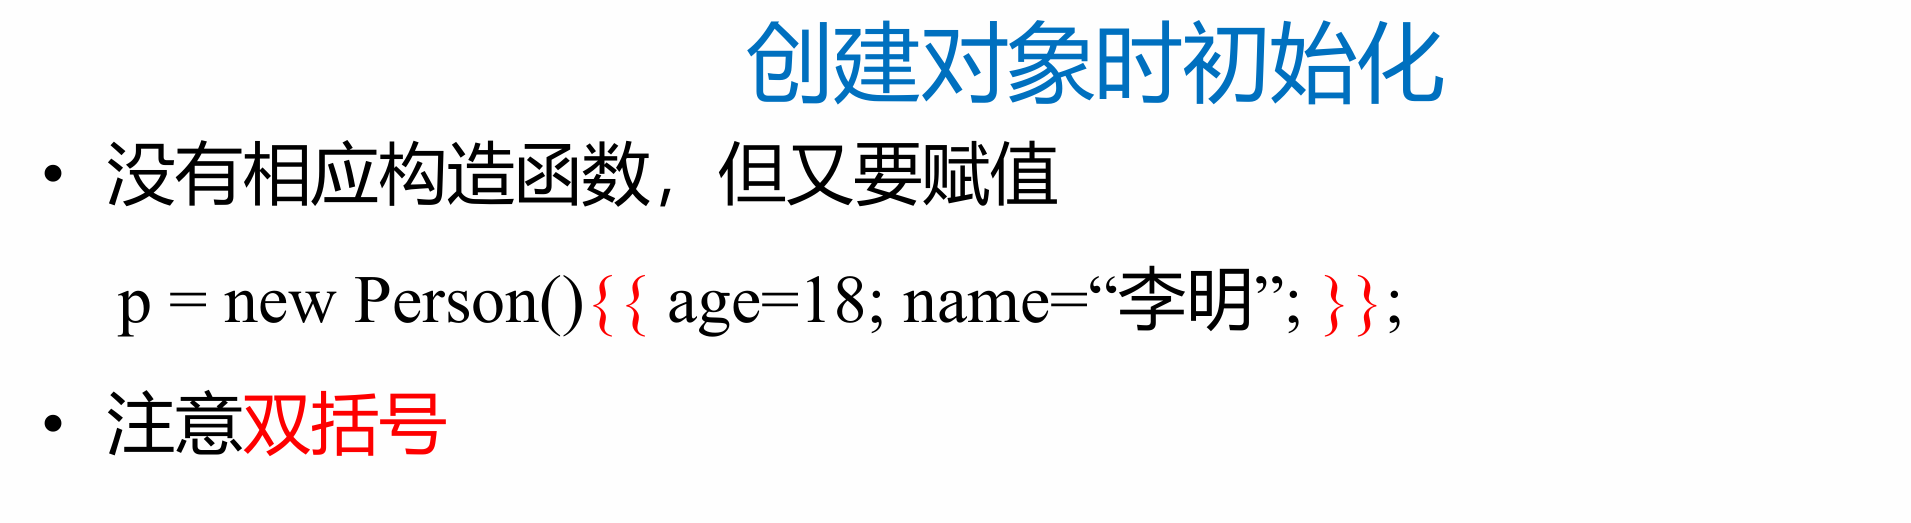 创建对象时初始化
• 没有相应构造函数，但又要赋值
p = new Person(){{ age=18; name=“李明”; }};
• 注意双括号